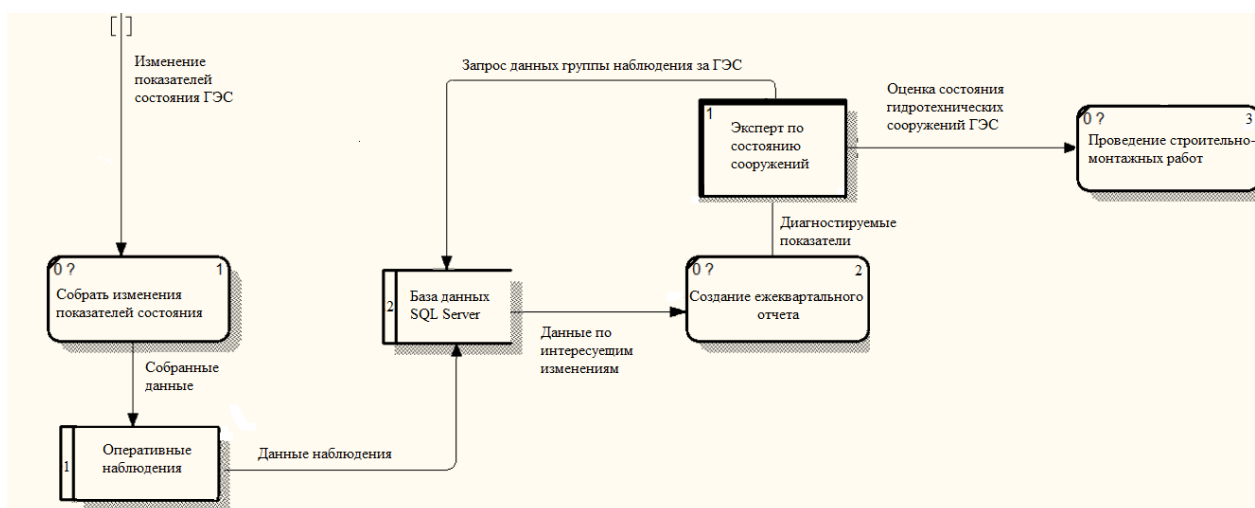 [ ]
Изменение
показателей
состояния ГЭС
Запрос данных группы наблюдения за ГЭС
Оценка состояния
гидротехнических
сооружений ГЭС
1
Эксперт по
состоянию
сооружений
0 ?
3
Проведение строительно-
монтажных работ
Диагностируемые
показатели
0 ?
1
Собрать изменения
показателей состояния
2
База данных
SQL Server
0 ?
2
Создание ежеквартального
отчета
Данные по
интересуещим
изменениям
Собранные
данные
1
Оперативные
наблюдения
Данные наблюдения